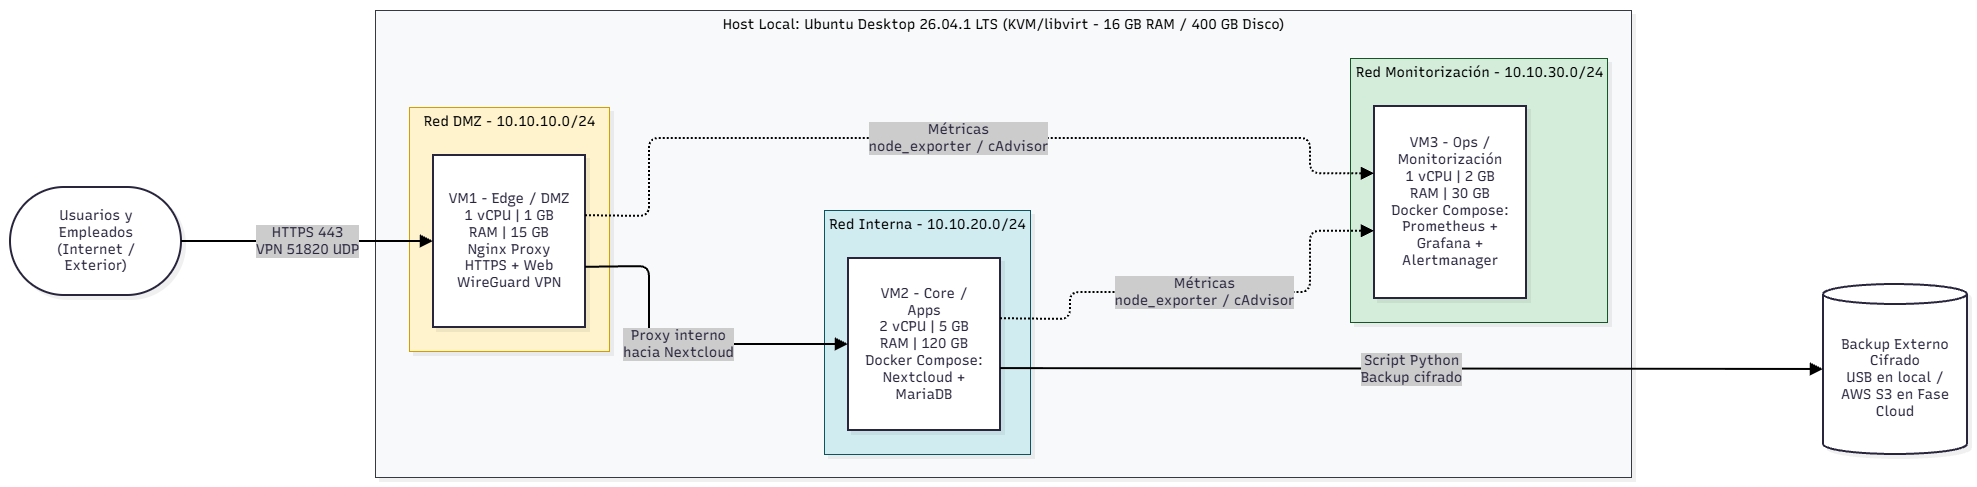 Host Local: Ubuntu Desktop 26.04.1 LTS (KVM/libvirt - 16 GB RAM / 400 GB Disco)
Usuarios y
Empleados
(Internet /
Exterior)
HTTPS 443
VPN 51820 UDP
Red DMZ - 10.10.10.0/24
VM1 - Edge / DMZ
1 vCPU | 1 GB
RAM | 15 GB
Nginx Proxy
HTTPS + Web
WireGuard VPN
Métricas
node_exporter / cAdvisor
Proxy interno
hacia Nextcloud
Red Interna - 10.10.20.0/24
VM2 - Core /
Apps
2 vCPU | 5 GB
RAM | 120 GB
Docker Compose:
Nextcloud +
MariaDB
Métricas
node_exporter / cAdvisor
Red Monitorización - 10.10.30.0/24
VM3 - Ops /
Monitorización
1 vCPU | 2 GB
RAM | 30 GB
Docker Compose:
Prometheus +
Grafana +
Alertmanager
Script Python
Backup cifrado
Backup Externo
Cifrado
USB en local /
AWS S3 en Fase
Cloud